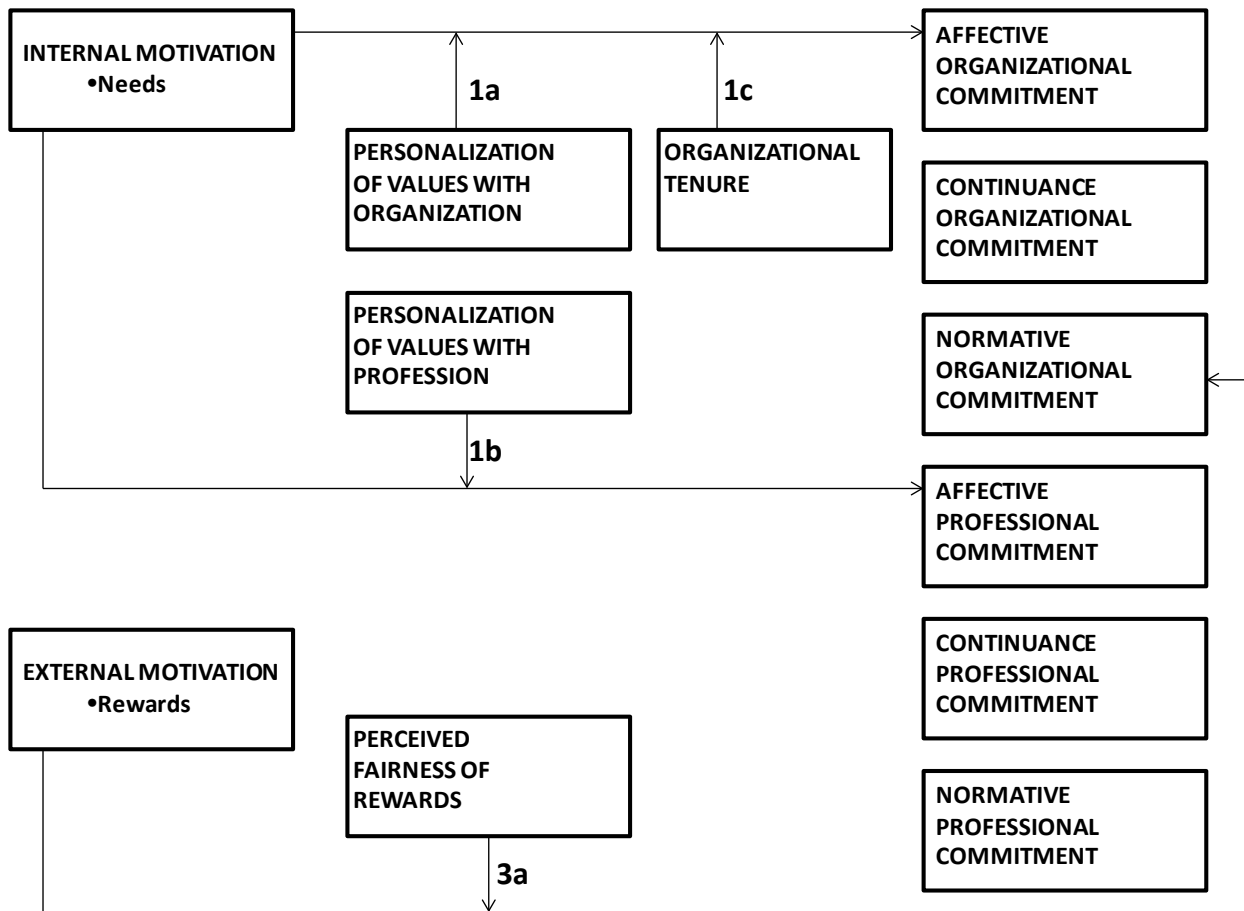 INTERNAL MOTIVATION
•Needs
1a
1c
AFFECTIVE
ORGANIZATIONAL
COMMITMENT
PERSONALIZATION
OF VALUES WITH
ORGANIZATION
ORGANIZATIONAL
TENURE
CONTINUANCE
ORGANIZATIONAL
COMMITMENT
PERSONALIZATION
OF VALUES WITH
PROFESSION
NORMATIVE
ORGANIZATIONAL
COMMITMENT
1b
AFFECTIVE
PROFESSIONAL
COMMITMENT
EXTERNAL MOTIVATION
•Rewards
CONTINUANCE
PROFESSIONAL
COMMITMENT
PERCEIVED
FAIRNESS OF
REWARDS
NORMATIVE
PROFESSIONAL
COMMITMENT
3a